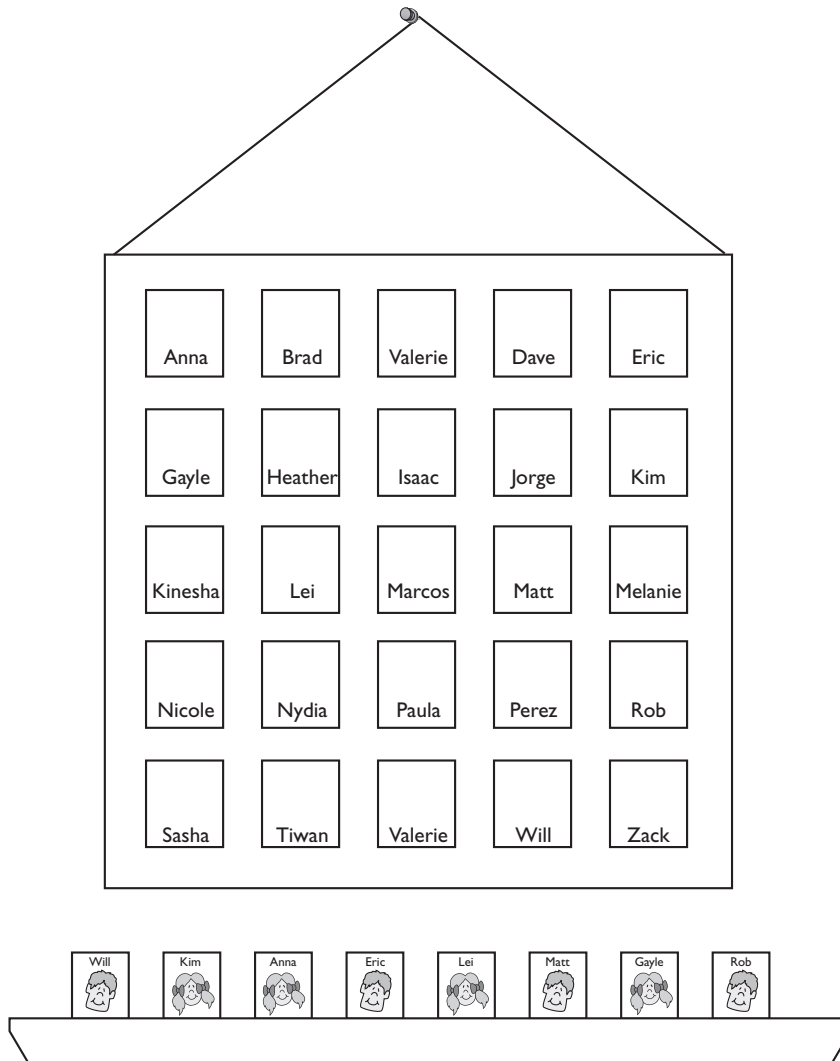 Anna Brad Valerie Dave Eric
Gayle Heather Isaac Jorge Kim
Kinesha Lei Marcos Matt Melanie
Nicole Nydia Paula Perez Rob
Sasha Tiwan Valerie Will Zack
Will Kim Anna Eric Lei Matt Gayle Rob